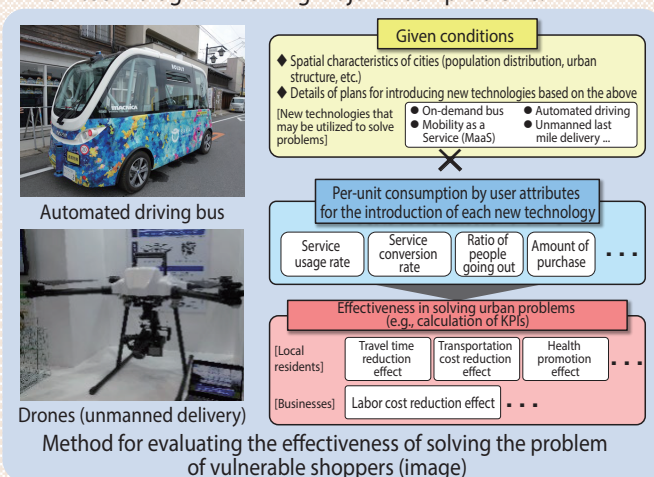 Given conditions
◆ Spatial characteristics of cities (population distribution, urban
structure, etc.)
◆ Details of plans for introducing new technologies based on the above
[New technologies that
may be utilized to solve
problems]
● On-demand bus
● Mobility as a
Service (MaaS)
● Automated driving
● Unmanned last
mile delivery ...
×
Per-unit consumption by user attributes
for the introduction of each new technology
Service
usage rate
Service
conversion
rate
Ratio of
people
going out
Amount of
purchase
...
Effectiveness in solving urban problems
(e.g., calculation of KPIs)
[Local
residents]
Travel time
reduction
effect
Transportation
cost reduction
effect
Health
promotion
effect
...
[Businesses]
Labor cost reduction effect
...
MACNICA
Automated driving bus
Drones (unmanned delivery)
Method for evaluating the effectiveness of solving the problem
of vulnerable shoppers (image)